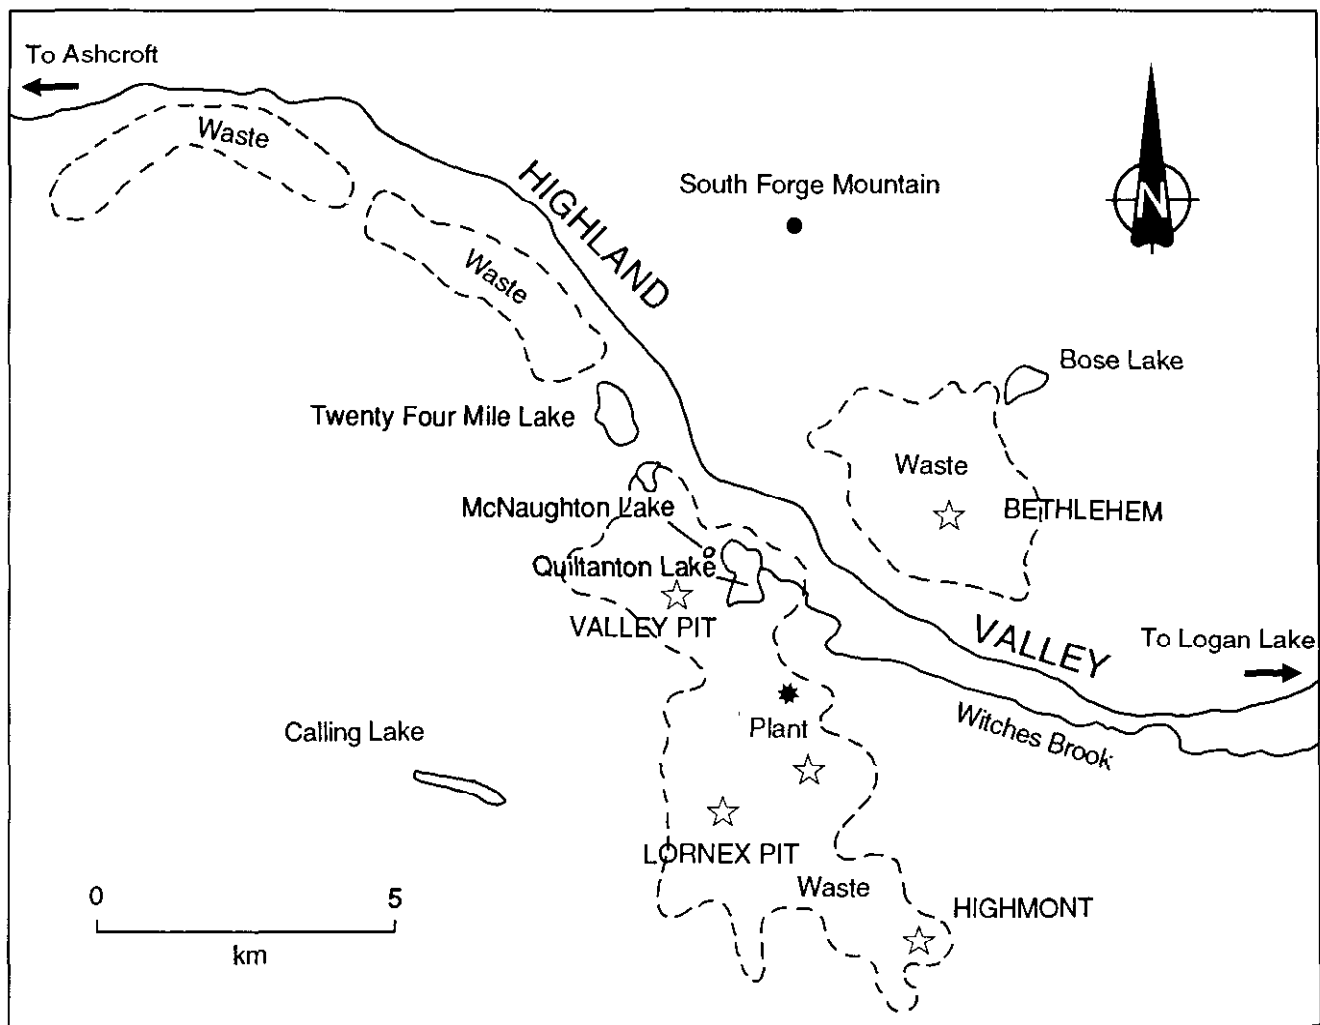 To Ashcroft
Waste
HIGHLAND
South Forge Mountain
N
Waste
Bose Lake
Twenty Four Mile Lake
Waste
McNaughton Lake
BETHLEHEM
Quiltanton Lake
VALLEY PIT
VALLEY
To Logan Lake
Plant
Witches Brook
Calling Lake
LORNEX PIT
Waste
HIGHMONT
0 5
km